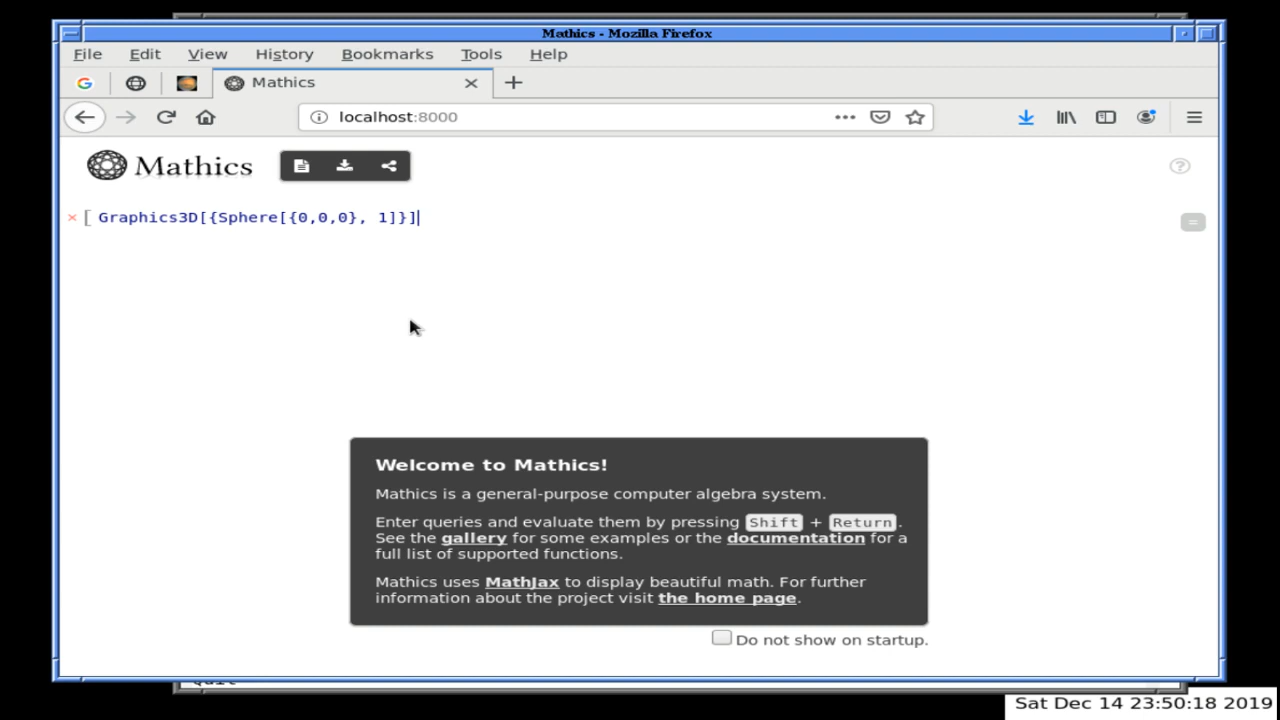 Mathics - Mozilla Firefox
File Edit View History Bookmarks Tools Help
G Mathics
localhost:8000
Mathics
Graphics3D[{Sphere[{0,0,0}, 1]}]
=
Welcome to Mathics!
Mathics is a general-purpose computer algebra system.
Enter queries and evaluate them by pressing Shift + Return.
See the gallery for some examples or the documentation for a
full list of supported functions.
Mathics uses MathJax to display beautiful math. For further
information about the project visit the home page.
Do not show on startup.
Quit
Sat Dec 14 23:50:18 2019